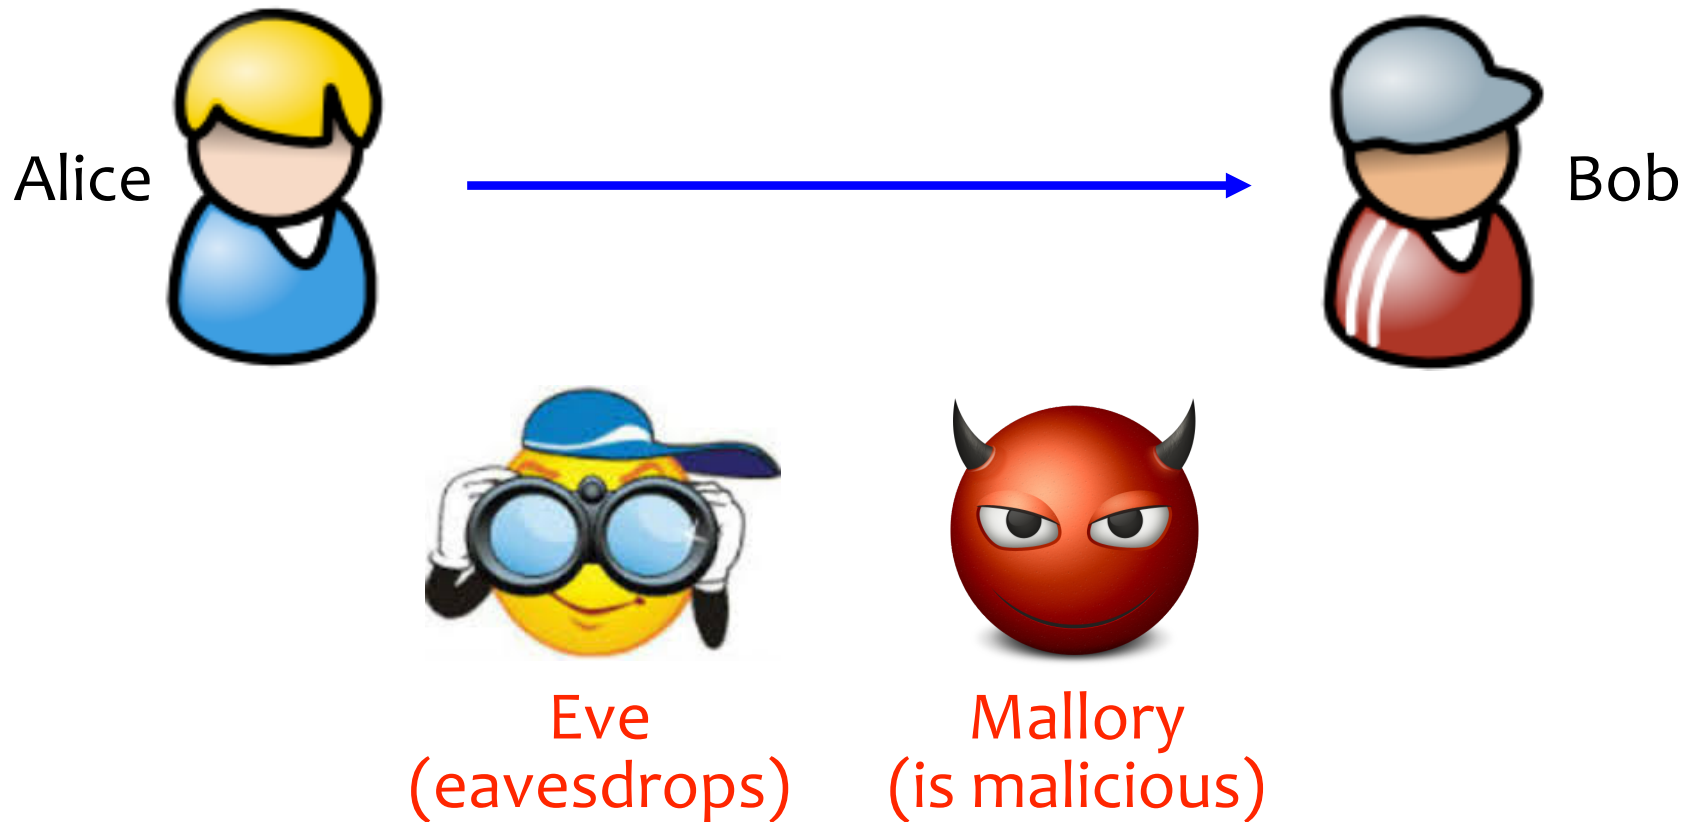 Alice
Bob
Eve
(eavesdrops)
Mallory
(is malicious)